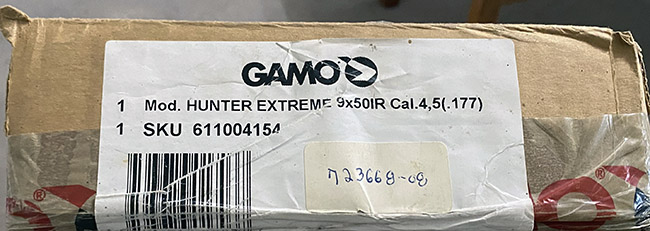 GAMO
1 Mod. HUNTER EXTREME 9x50IR Cal.4,5(.177)
1 SKU 611004154
723668-08